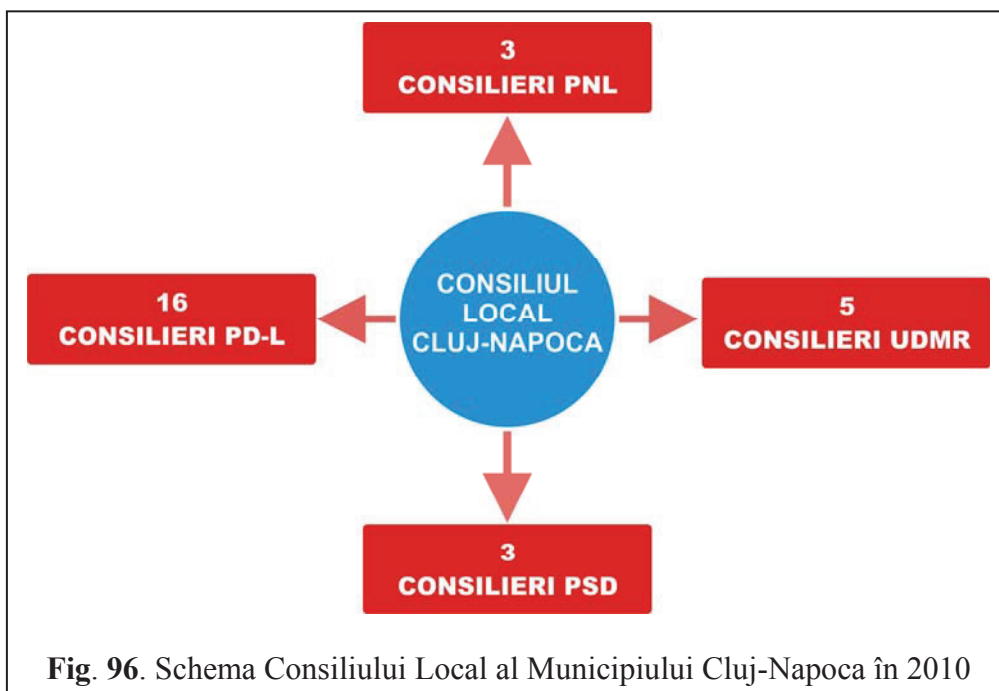 3
CONSILIERI PNL
16
CONSILIERI PD-L
CONSILIUL
LOCAL
CLUJ-NAPOCA
5
CONSILIERI UDMR
3
CONSILIERI PSD
Fig. 96. Schema Consiliului Local al Municipiului Cluj-Napoca în 2010